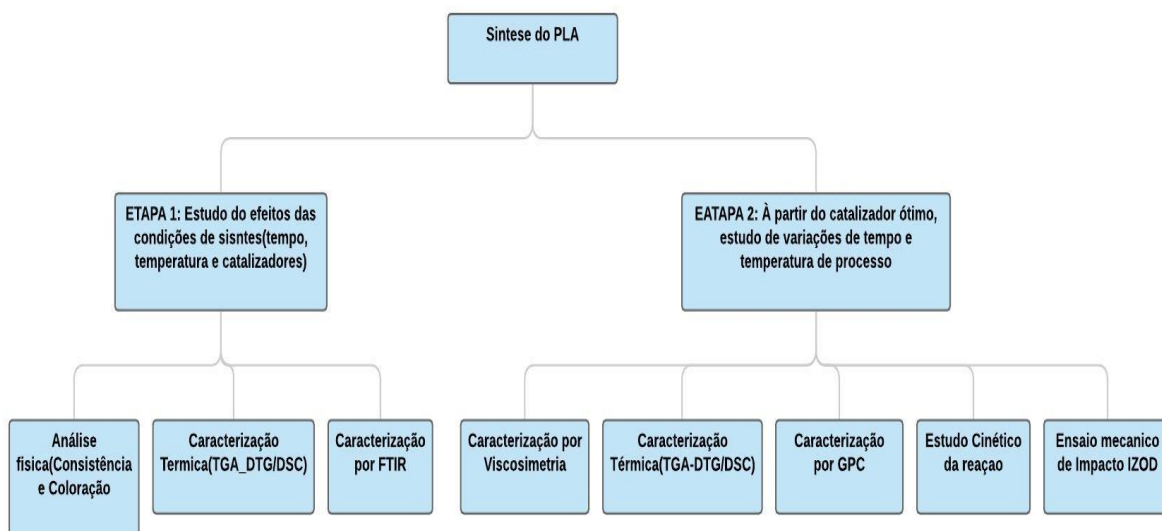 Sintese do PLA
ETAPA 1: Estudo do efeitos das
condições de sisntes(tempo,
temperatura e catalizadores)
EATAPA 2: À partir do catalizador ótimo,
estudo de variações de tempo e
temperatura de processo
Análise
fisica(Consistência
e Coloração
Caracterização
Termica(TGA_DTG/DSC)
Caracterização
por FTIR
Caracterização por
Viscosimetria
Caracterização
Térmica(TGA-DTG/DSC)
Caracterização
por GPC
Estudo Cinético
da reaçao
Ensaio mecanico
de Impacto IZOD